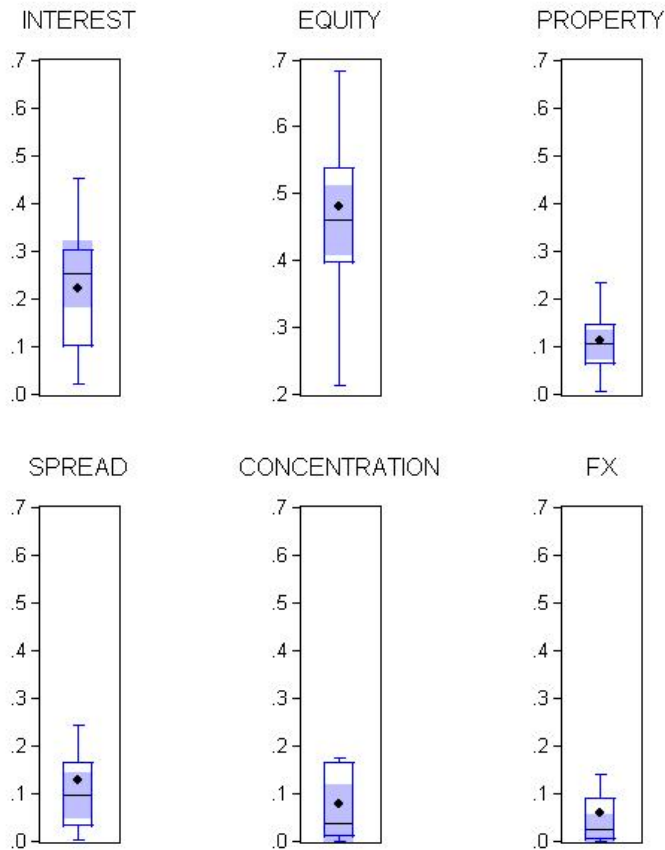 INTEREST EQUITY PROPERTY
.7 .7 .7
.6 .6
.6
.5 .5
.5
.4 .4
.3 .4 .3
.2 .2
.3
.1 .1
.0 .2 .0
SPREAD CONCENTRATION FX
.7 .7 .7
.6 .6 .6
.5 .5 .5
.4 .4 .4
.3 .3 .3
.2 .2 .2
.1 .1 .1
.0 .0 .0